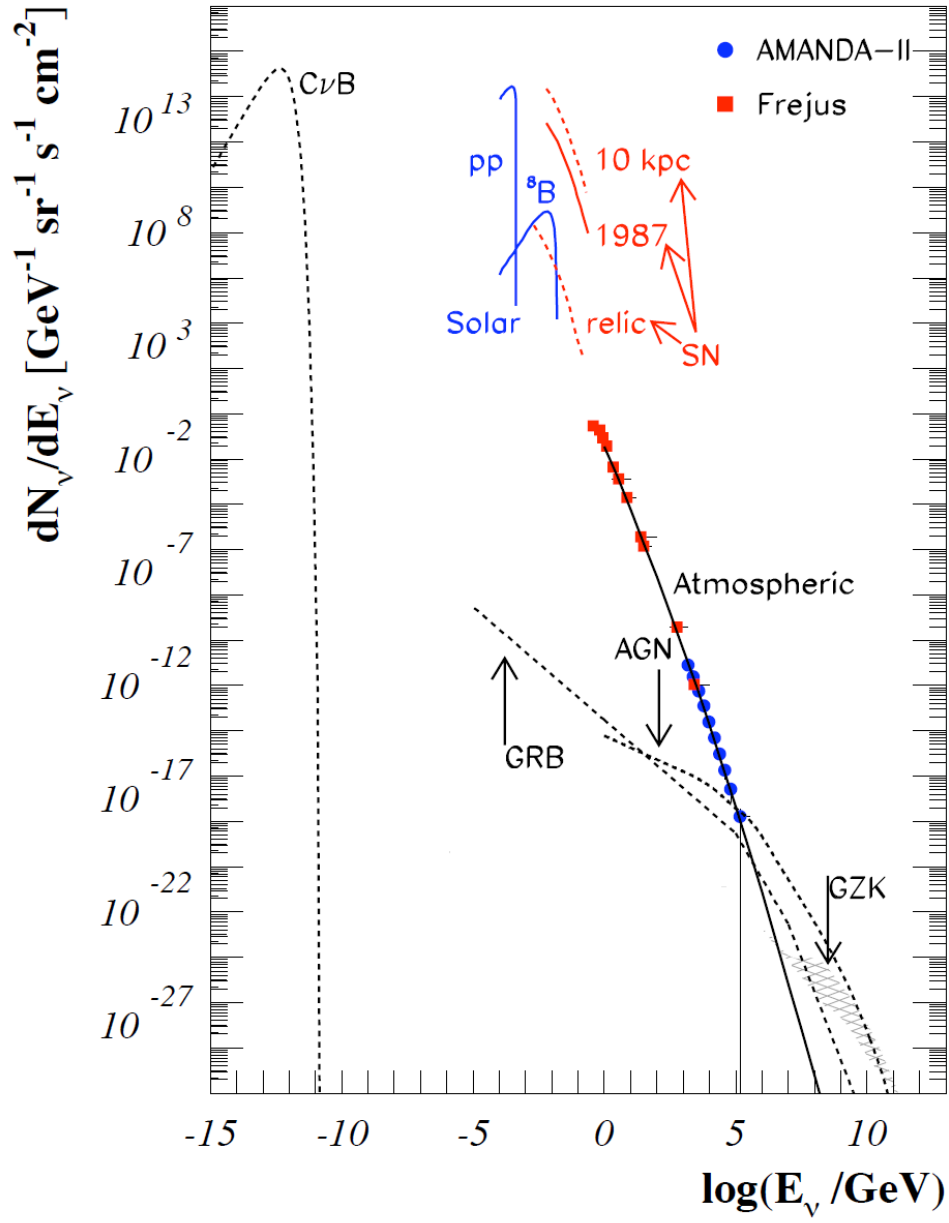 dN_ν/dE_ν [GeV⁻¹ sr⁻¹ s⁻¹ cm⁻²]
AMANDA-II
Frejus
CνB
10 ¹³
pp
⁸B
10 kpc
10 ⁸
1987
Solar
relic
SN
10 ³
10 ⁻²
10 ⁻⁷
Atmospheric
AGN
10 ⁻¹²
GRB
10 ⁻¹⁷
10 ⁻²²
GZK
10 ⁻²⁷
-15 -10 -5 0 5 10
log(E_ν /GeV)